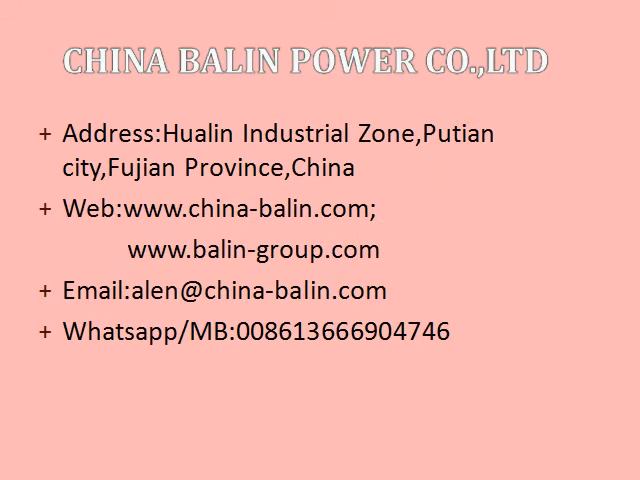 CHINA BALIN POWER CO.,LTD
+ Address:Hualin Industrial Zone,Putian
city,Fujian Province,China
+ Web:www.china-balin.com;
www.balin-group.com
+ Email:alen@china-balin.com
+ Whatsapp/MB:008613666904746